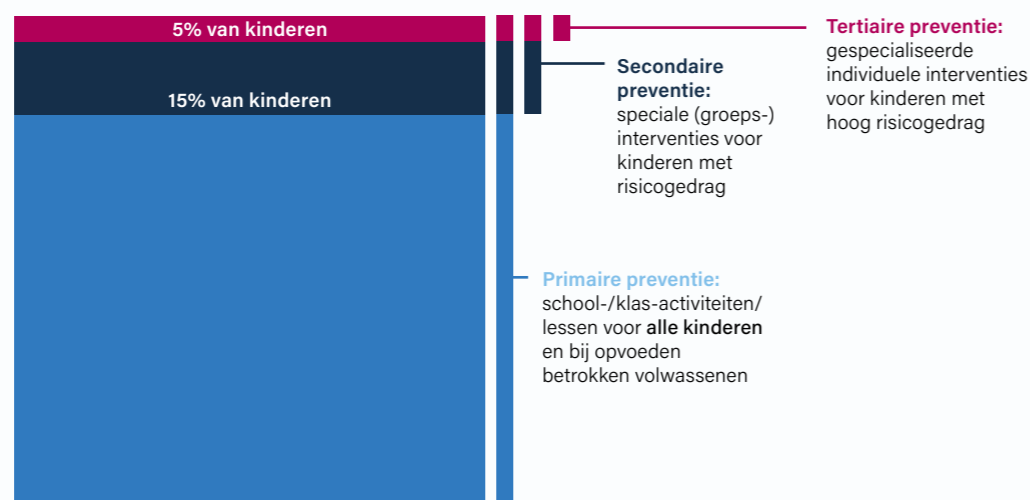 5% van kinderen
15% van kinderen
Tertiaire preventie:
gespecialiseerde
individuele interventies
voor kinderen met
hoog risicogedrag
Secondaire
preventie:
speciale (groeps-)
interventies voor
kinderen met
risicogedrag
Primaire preventie:
school-/klas-activiteiten/
lessen voor alle kinderen
en bij opvoeden
betrokken volwassenen